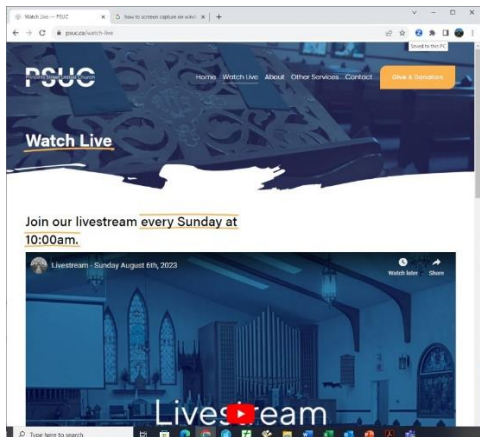 Watch Live — PSUC
how to screen capture on wind
psuc.ca/watch-live
Saved to this PC
PSUC
Home Watch Live About Other Services Contact Give & Donation
Watch Live
Join our livestream every Sunday at
10:00am.
Livestream - Sunday August 6th, 2023
Watch later Share
Livestream
Type here to search